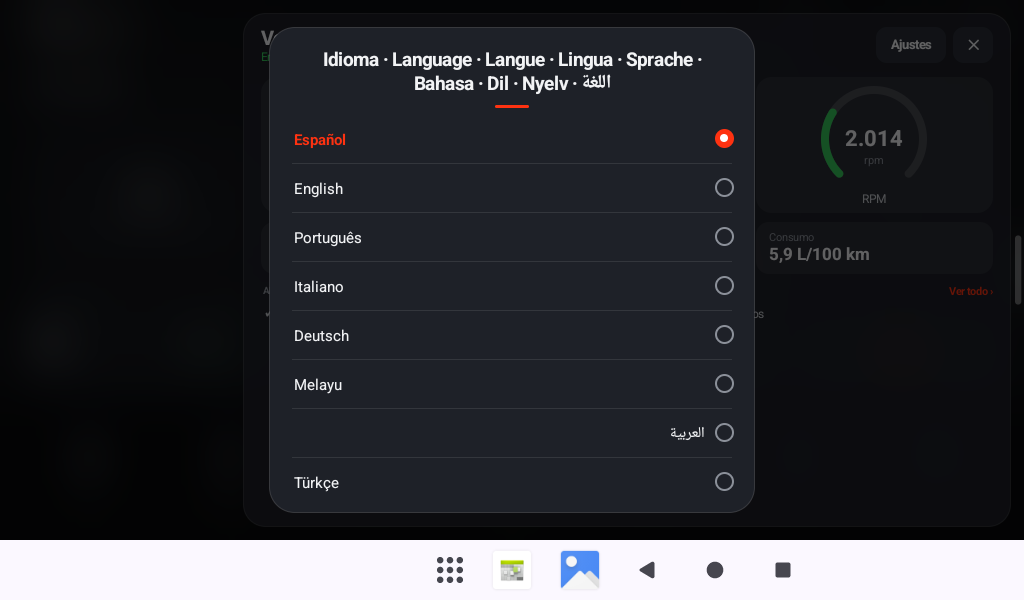 Idioma · Language · Langue · Lingua · Sprache ·
Bahasa · Dil · Nyelv · اللغة
Español
English
Português
Italiano
Deutsch
Melayu
العربية
Türkçe
Ajustes
2.014
rpm
RPM
Consumo
5,9 L/100 km
Ver todo ›